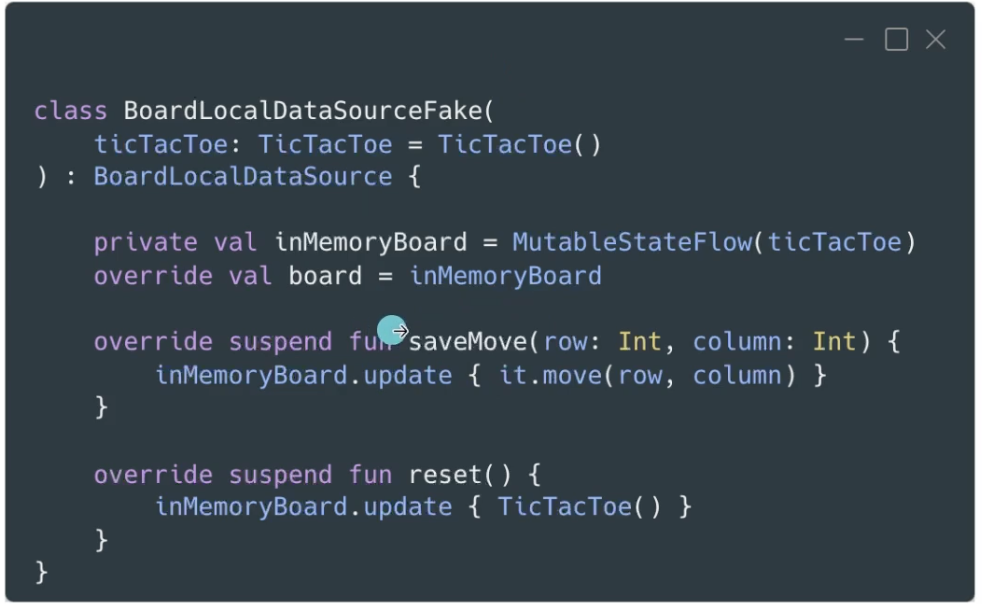 class BoardLocalDataSourceFake(
    ticTacToe: TicTacToe = TicTacToe()
) : BoardLocalDataSource {
    private val inMemoryBoard = MutableStateFlow(ticTacToe)
    override val board = inMemoryBoard
    override suspend fun saveMove(row: Int, column: Int) {
        inMemoryBoard.update { it.move(row, column) }
    }
    override suspend fun reset() {
        inMemoryBoard.update { TicTacToe() }
    }
}